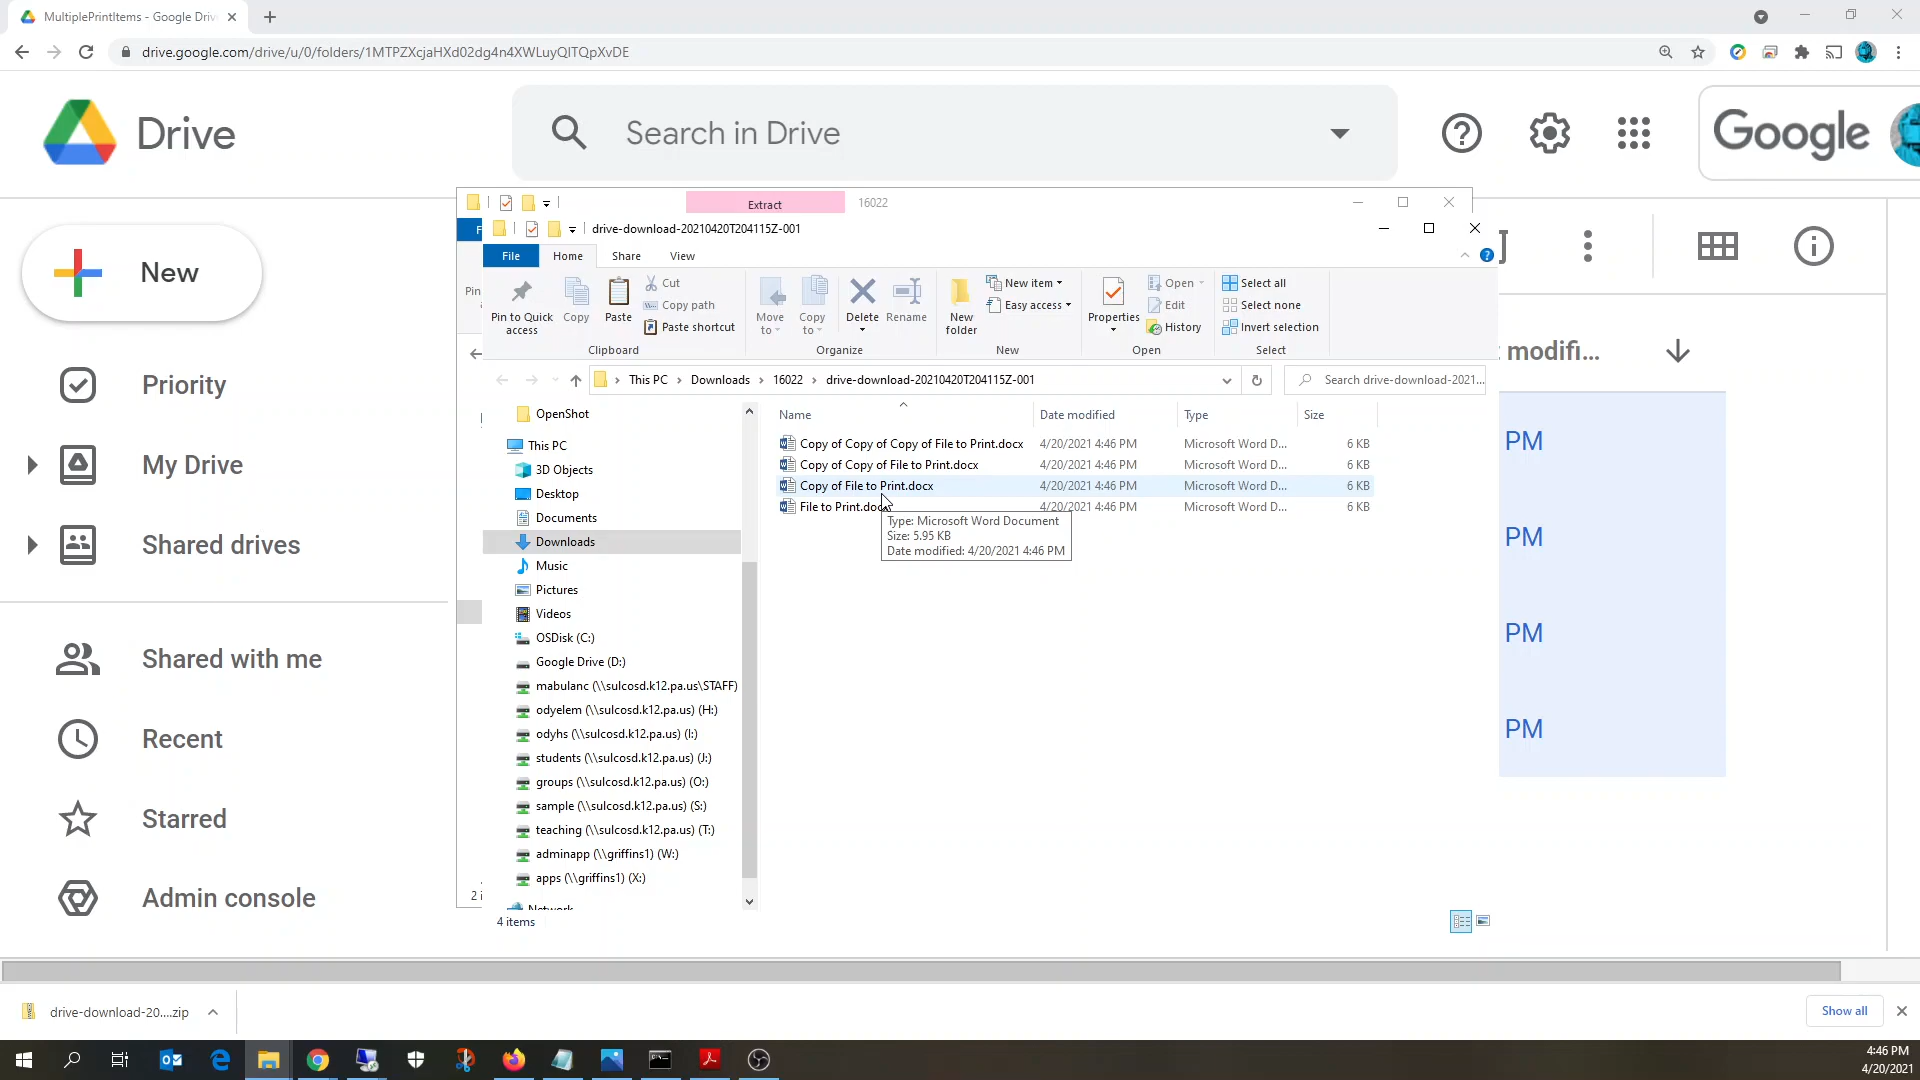 MultiplePrintItems - Google Driv
drive.google.com/drive/u/0/folders/1MTPZXcjaHXd02dg4n4XWLuyQlTQpXvDE
Drive
Search in Drive
Google
New
Priority
My Drive
Shared drives
Shared with me
Recent
Starred
Admin console
Extract
16022
drive-download-20210420T204115Z-001
File
Home
Share
View
Pin to Quick access
Copy
Paste
Cut
Copy path
Paste shortcut
Clipboard
Move to
Copy to
Delete
Rename
Organize
New folder
New item
Easy access
New
Properties
Open
Edit
History
Open
Select all
Select none
Invert selection
Select
This PC
Downloads
16022
drive-download-20210420T204115Z-001
Search drive-download-2021...
OpenShot
This PC
3D Objects
Desktop
Documents
Downloads
Music
Pictures
Videos
OSDisk (C:)
Google Drive (D:)
mabulanc (\\sulcosd.k12.pa.us\STAFF)
odyelem (\\sulcosd.k12.pa.us) (H:)
odyhs (\\sulcosd.k12.pa.us) (I:)
students (\\sulcosd.k12.pa.us) (J:)
groups (\\sulcosd.k12.pa.us) (O:)
sample (\\sulcosd.k12.pa.us) (S:)
teaching (\\sulcosd.k12.pa.us) (T:)
adminapp (\\griffins1) (W:)
apps (\\griffins1) (X:)
Network
4 items
Name Date modified Type Size
Copy of Copy of Copy of File to Print.docx 4/20/2021 4:46 PM Microsoft Word D... 6 KB
Copy of Copy of File to Print.docx 4/20/2021 4:46 PM Microsoft Word D... 6 KB
Copy of File to Print.docx 4/20/2021 4:46 PM Microsoft Word D... 6 KB
File to Print.docx 4/20/2021 4:46 PM Microsoft Word D... 6 KB
Type: Microsoft Word Document
Size: 5.95 KB
Date modified: 4/20/2021 4:46 PM
modifi...
PM
PM
PM
PM
drive-download-20....zip
Show all
4:46 PM
4/20/2021